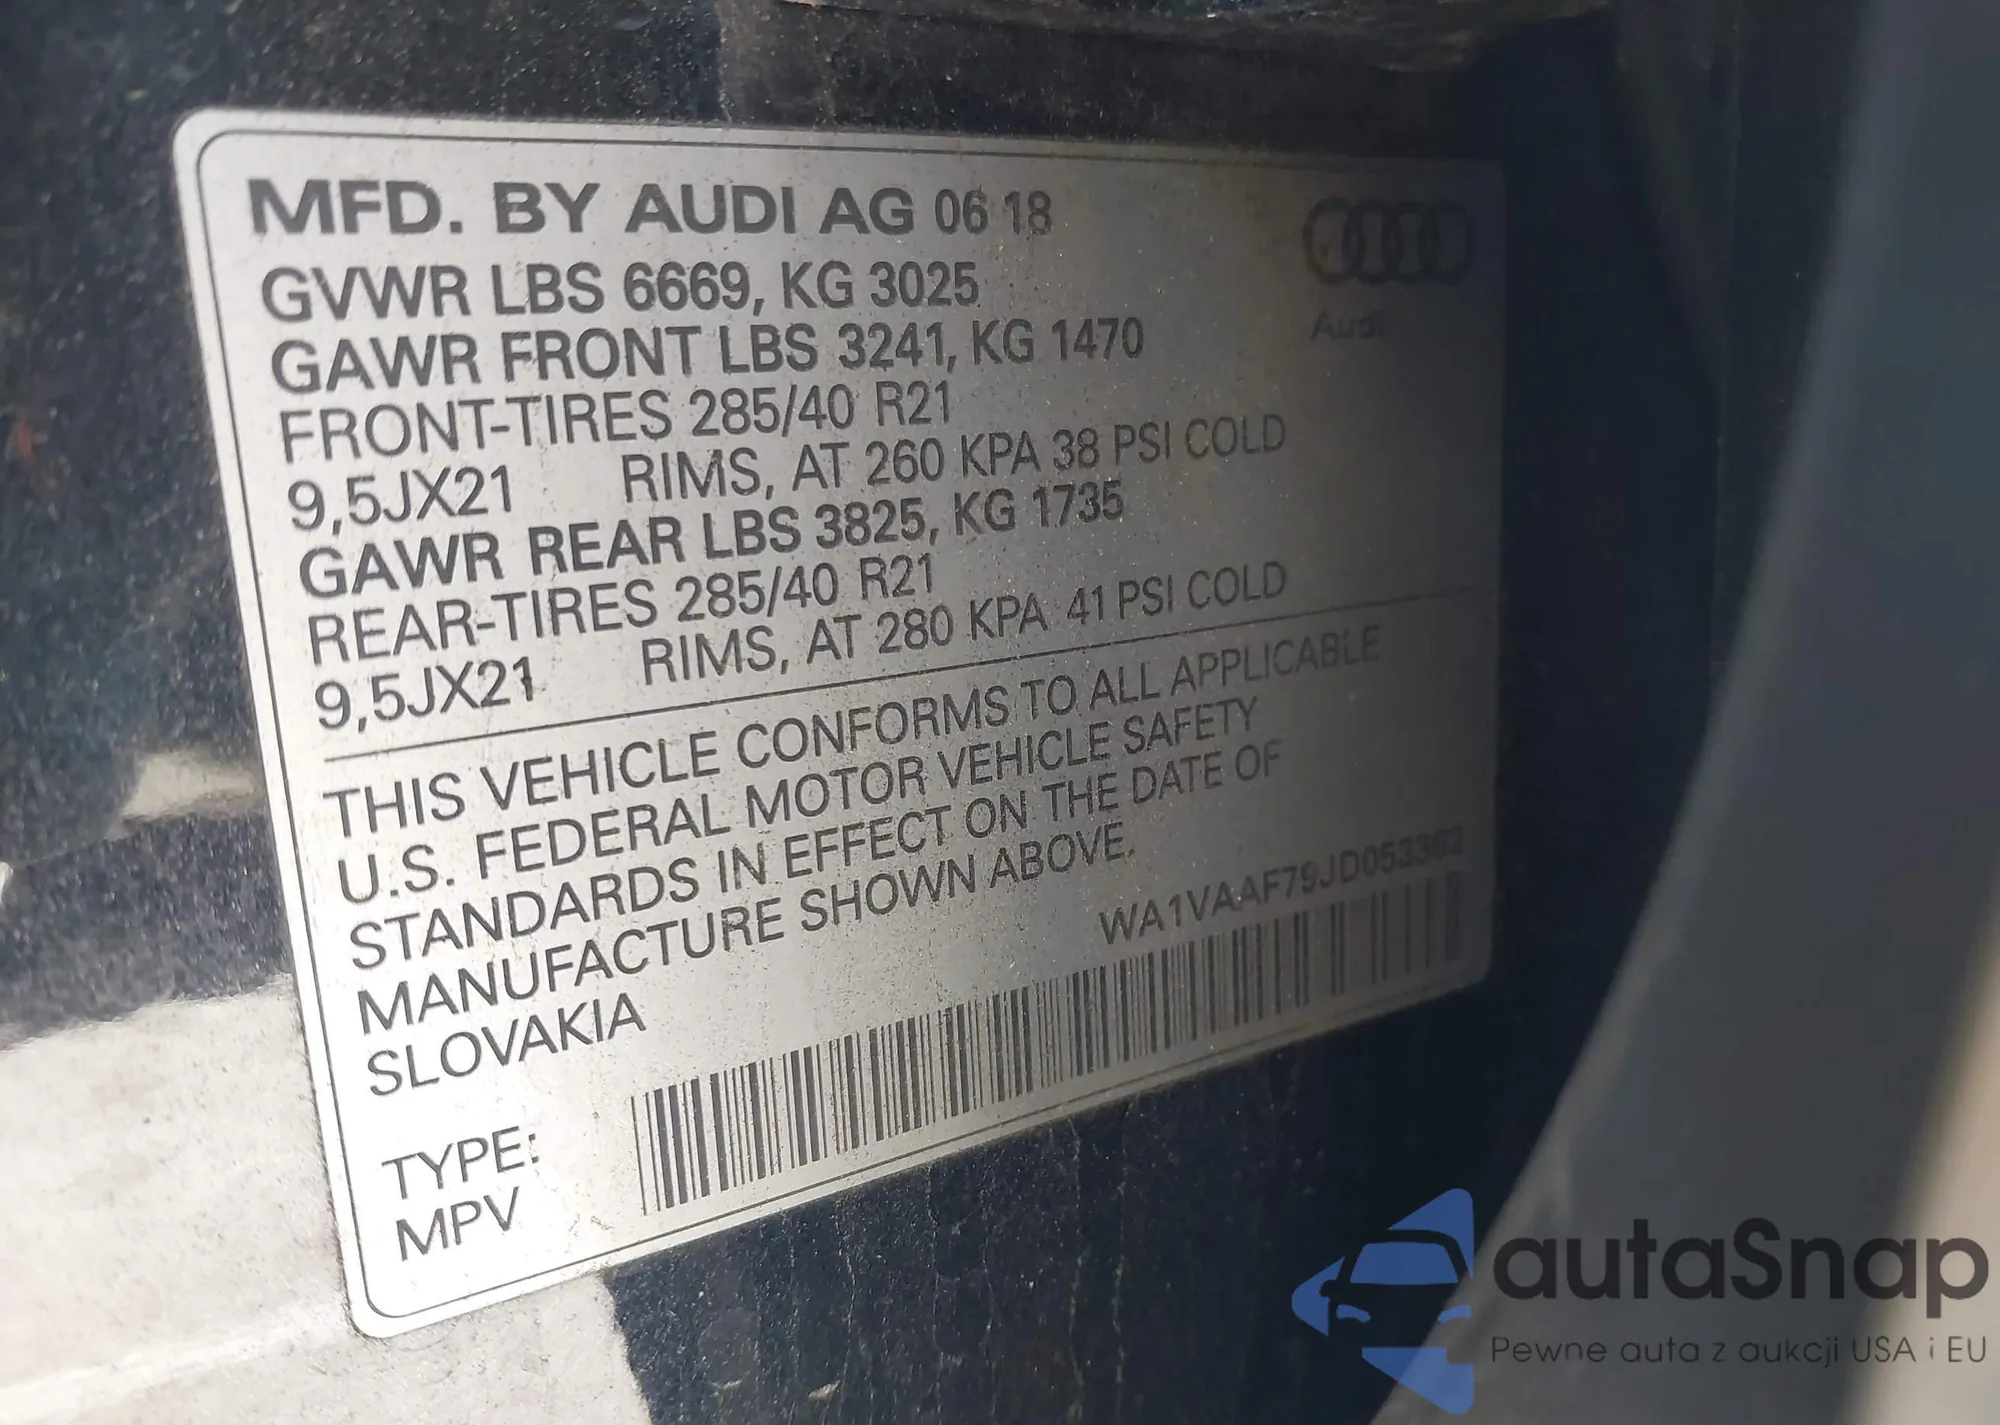 MFD. BY AUDI AG 06 18
GVWR LBS 6669, KG 3025
GAWR FRONT LBS 3241, KG 1470
FRONT-TIRES 285/40 R21
9,5JX21 RIMS, AT 260 KPA 38 PSI COLD
GAWR REAR LBS 3825, KG 1735
REAR-TIRES 285/40 R21
9,5JX21 RIMS, AT 280 KPA 41 PSI COLD
Audi
THIS VEHICLE CONFORMS TO ALL APPLICABLE
U.S. FEDERAL MOTOR VEHICLE SAFETY
STANDARDS IN EFFECT ON THE DATE OF
MANUFACTURE SHOWN ABOVE.
SLOVAKIA
WA1VAAF79JD053362
TYPE:
MPV
autaSnap
Pewne auta z aukcji USA i EU